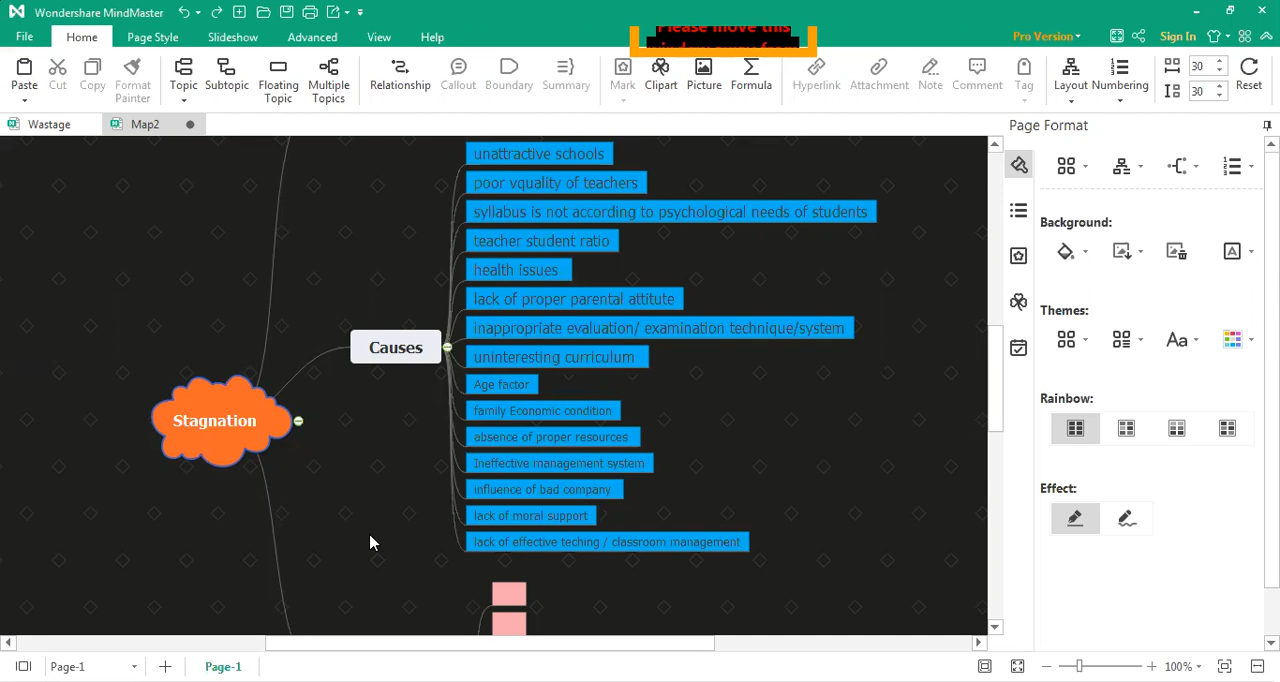 Wondershare MindMaster
File
Home
Page Style
Slideshow
Advanced
View
Help
Please move this
Pro Version
Sign In
Paste
Cut
Copy
Format
Painter
Topic
Subtopic
Floating
Topic
Multiple
Topics
Relationship
Callout
Boundary
Summary
Mark
Clipart
Picture
Formula
Hyperlink
Attachment
Note
Comment
Tag
Layout
Numbering
30
30
Reset
Wastage
Map2
Page Format
unattractive schools
poor vquality of teachers
syllabus is not according to psychological needs of students
teacher student ratio
health issues
lack of proper parental attitute
inappropriate evaluation/ examination technique/system
uninteresting curriculum
Age factor
family Economic condition
absence of proper resources
Ineffective management system
influence of bad company
lack of moral support
lack of effective teching / classroom management
Causes
Stagnation
Background:
Themes:
Aa
Rainbow:
Effect:
Page-1
Page-1
100%